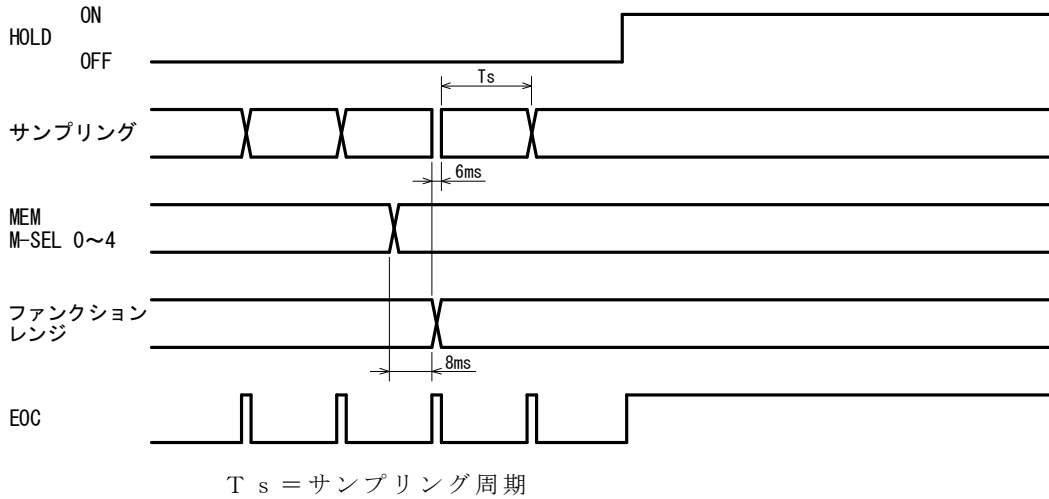 ON
HOLD
OFF
Ts
サンプリング
6ms
MEM
M-SEL 0～4
ファンクション
レンジ
8ms
EOC
Ｔｓ＝サンプリング周期